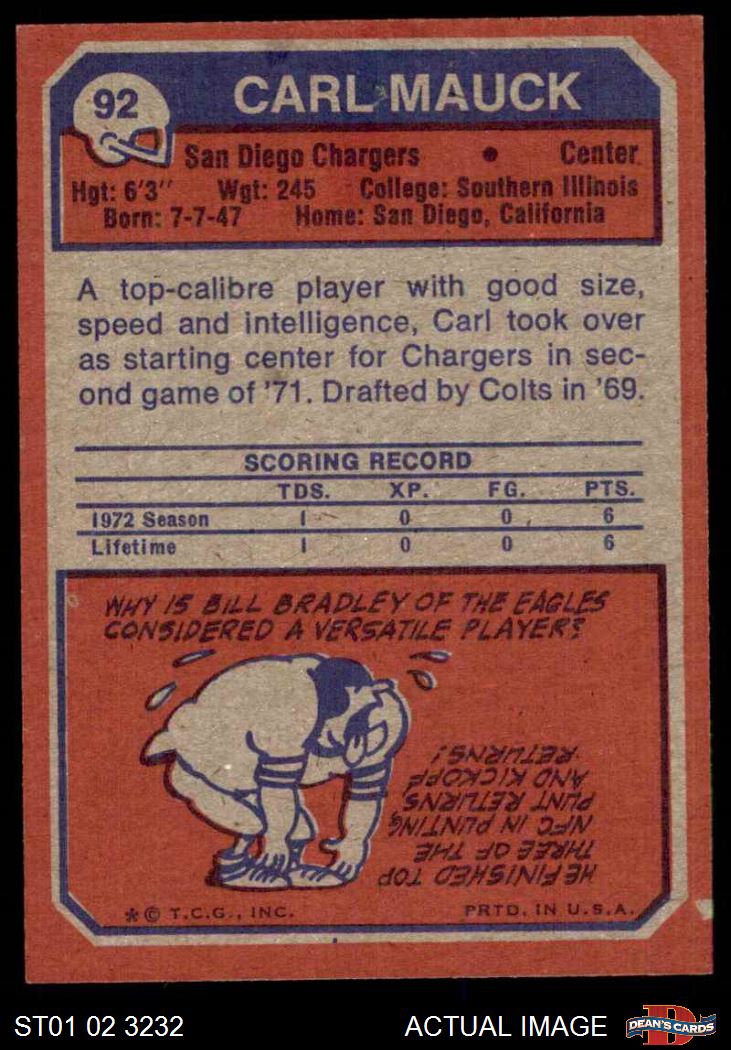 92
CARL MAUCK
San Diego Chargers • Center
Hgt: 6'3" Wgt: 245 College: Southern Illinois
Born: 7-7-47 Home: San Diego, California
A top-calibre player with good size,
speed and intelligence, Carl took over
as starting center for Chargers in sec-
ond game of '71. Drafted by Colts in '69.
SCORING RECORD
TDS. XP. FG. PTS.
1972 Season 1 0 0 6
Lifetime 1 0 0 6
WHY IS BILL BRADLEY OF THE EAGLES
CONSIDERED A VERSATILE PLAYER?
HE FINISHED TOP
THREE OF THE
NFC IN PUNTING
PUNT RETURNS
AND KICKOFF
RETURNS!
* © T.C.G., INC. PRTD. IN U.S.A.
ST01 02 3232 ACTUAL IMAGE D DEAN'S CARDS